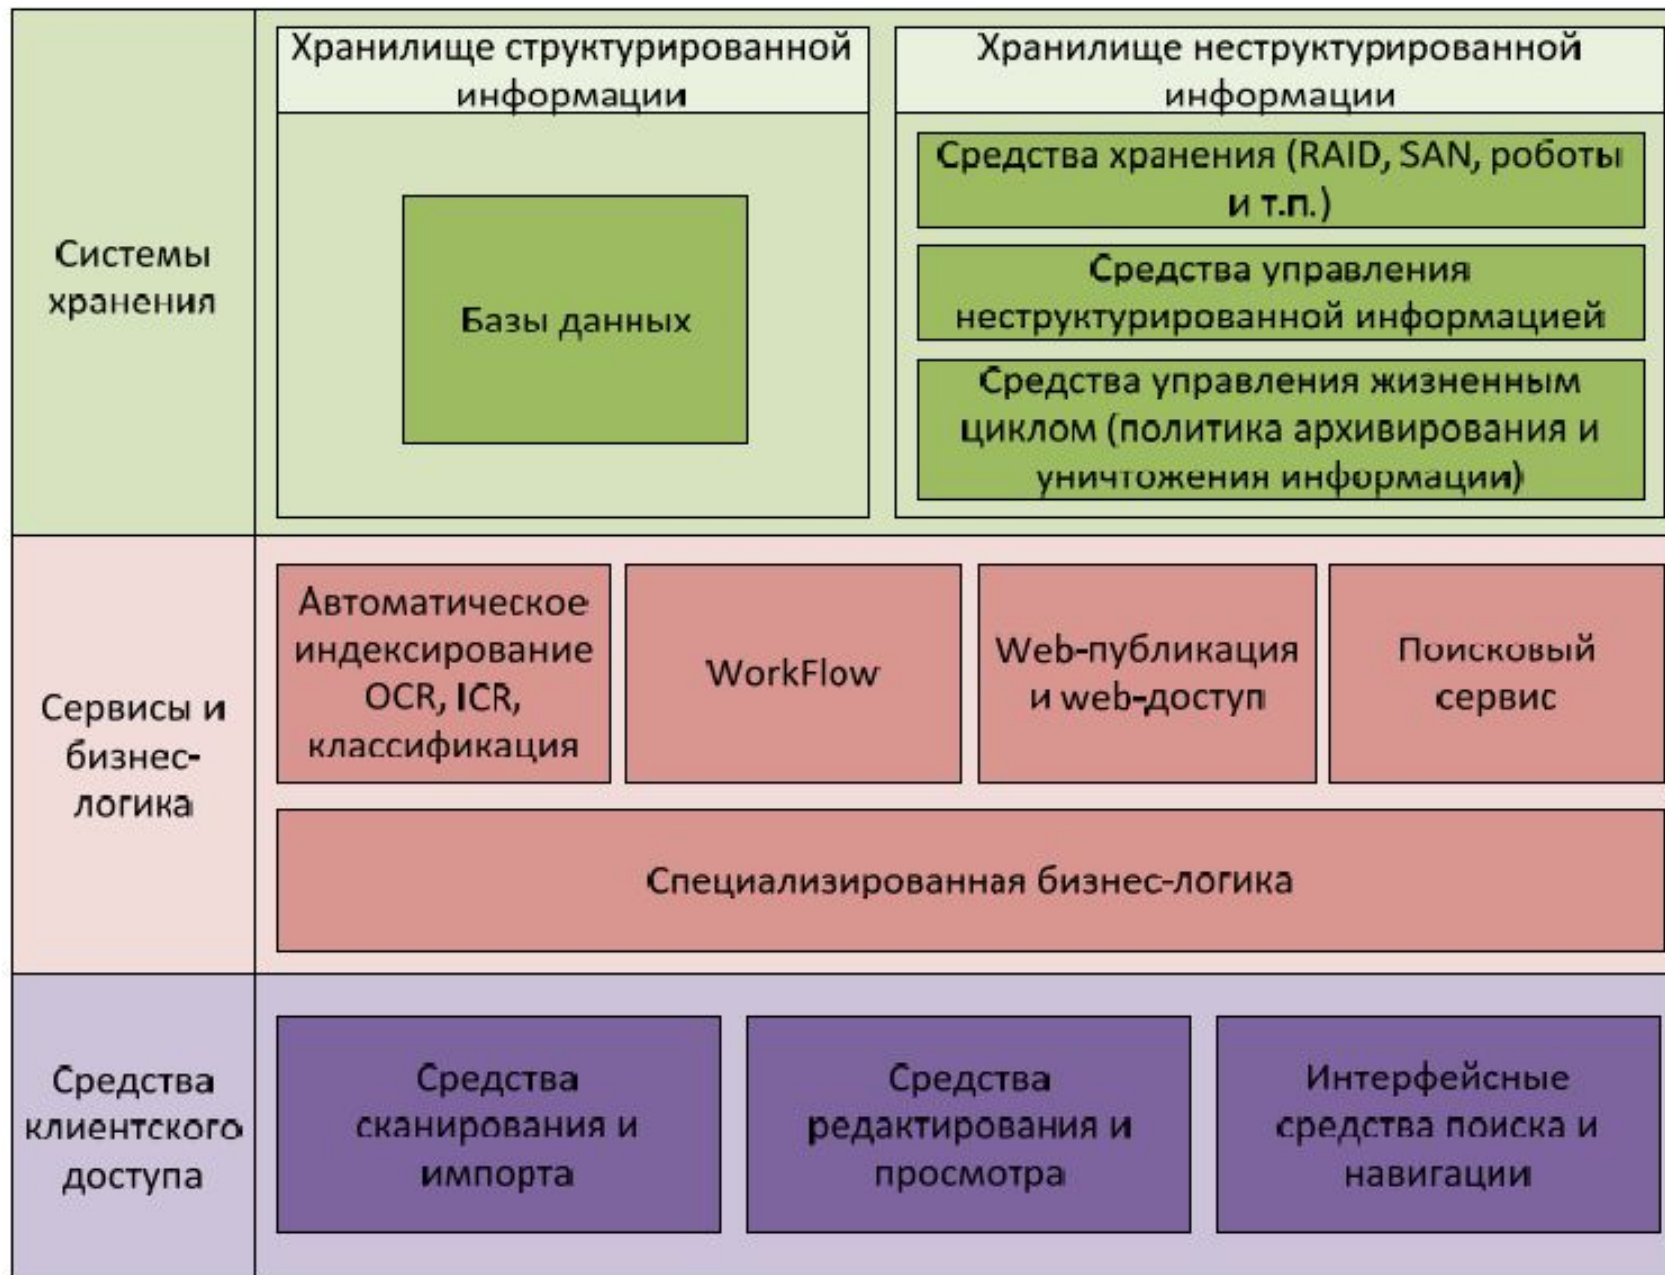 Системы
хранения
Хранилище структурированной
информации
Базы данных
Хранилище неструктурированной
информации
Средства хранения (RAID, SAN, роботы
и т.п.)
Средства управления
неструктурированной информацией
Средства управления жизненным
циклом (политика архивирования и
уничтожения информации)
Сервисы и
бизнес-
логика
Автоматическое
индексирование
OCR, ICR,
классификация
WorkFlow
Web-публикация
и web-доступ
Поисковый
сервис
Специализированная бизнес-логика
Средства
клиентского
доступа
Средства
сканирования и
импорта
Средства
редактирования и
просмотра
Интерфейсные
средства поиска и
навигации